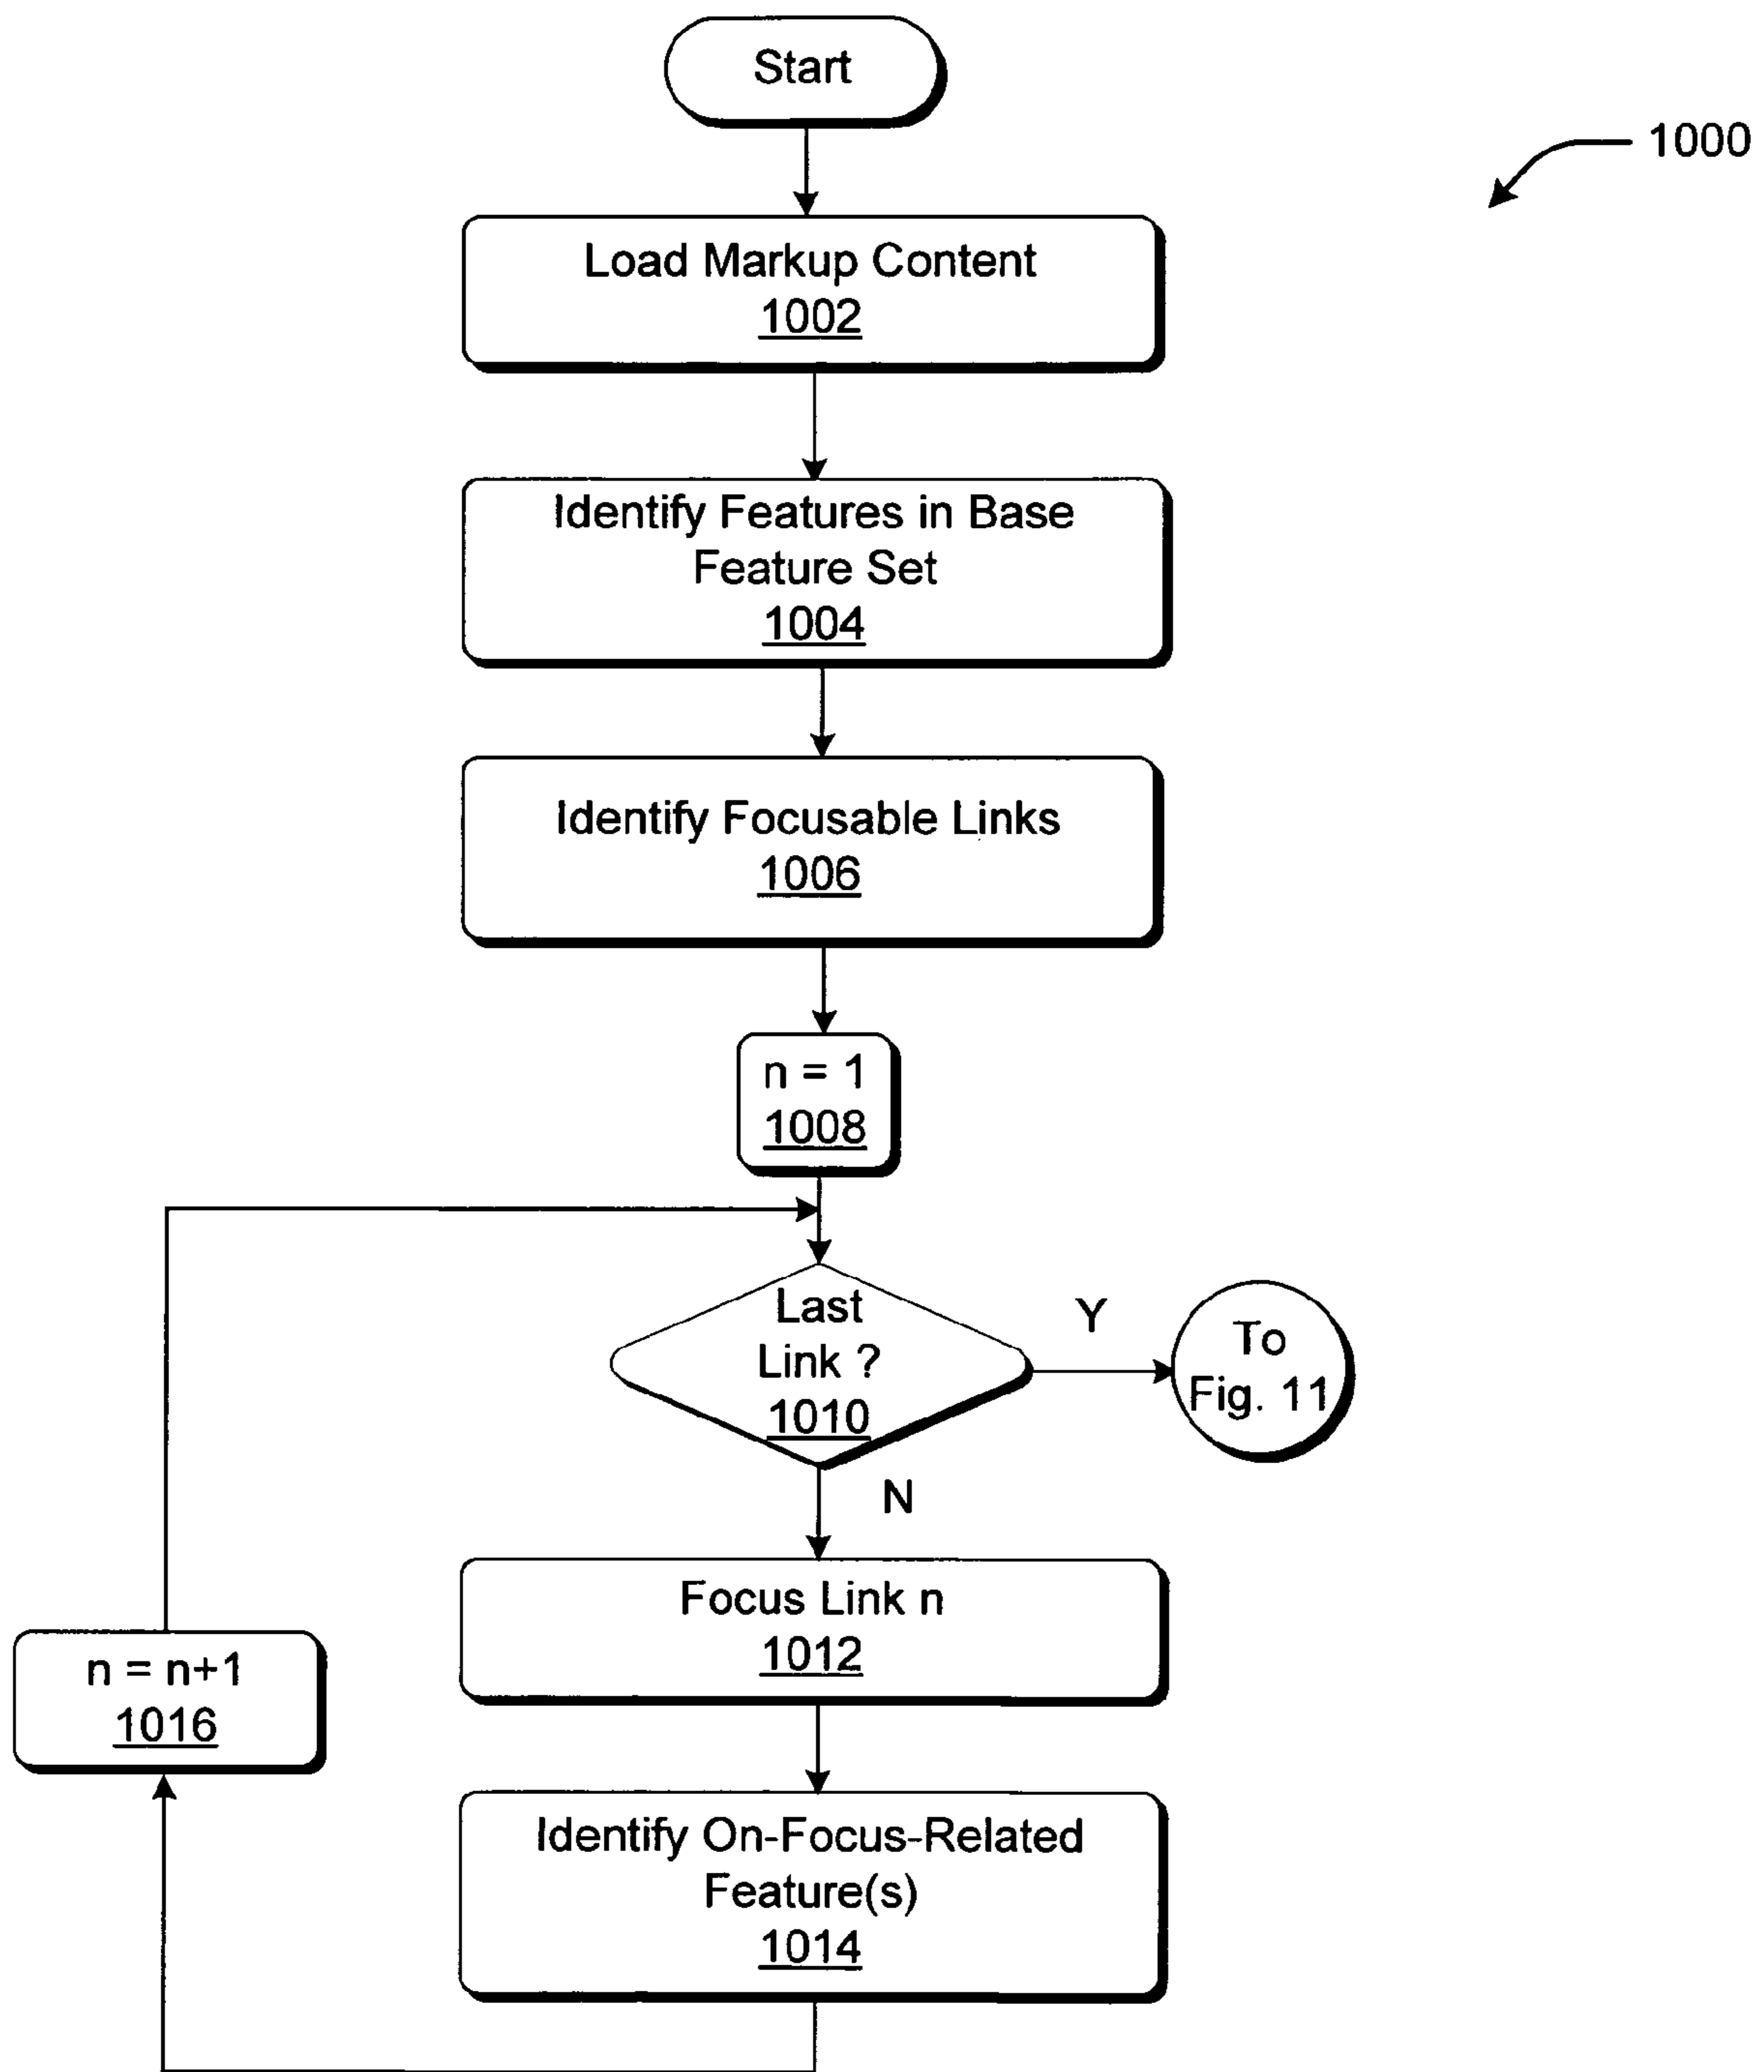 Start
1000
Load Markup Content
1002
Identify Features in Base
Feature Set
1004
Identify Focusable Links
1006
n = 1
1008
Last
Link ?
1010
Y
To
Fig. 11
N
Focus Link n
1012
n = n+1
1016
Identify On-Focus-Related
Feature(s)
1014